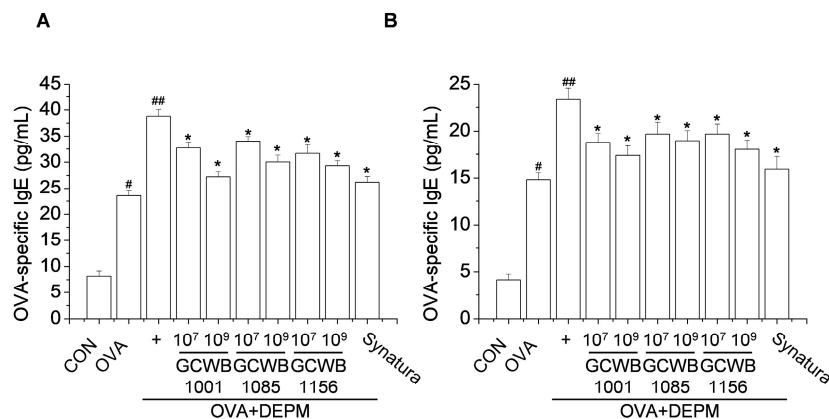 A
OVA-specific IgE (pg/mL)
45
40
35
30
25
20
15
10
5
0
##
#
*
*
*
*
*
*
*
CON
OVA
+
10⁷ 10⁹ 10⁷ 10⁹ 10⁷ 10⁹
Synatura
GCWB GCWB GCWB
1001 1085 1156
OVA+DEPM
B
OVA-specific IgE (pg/mL)
25
20
15
10
5
0
##
#
*
*
*
*
*
*
*
CON
OVA
+
10⁷ 10⁹ 10⁷ 10⁹ 10⁷ 10⁹
Synatura
GCWB GCWB GCWB
1001 1085 1156
OVA+DEPM